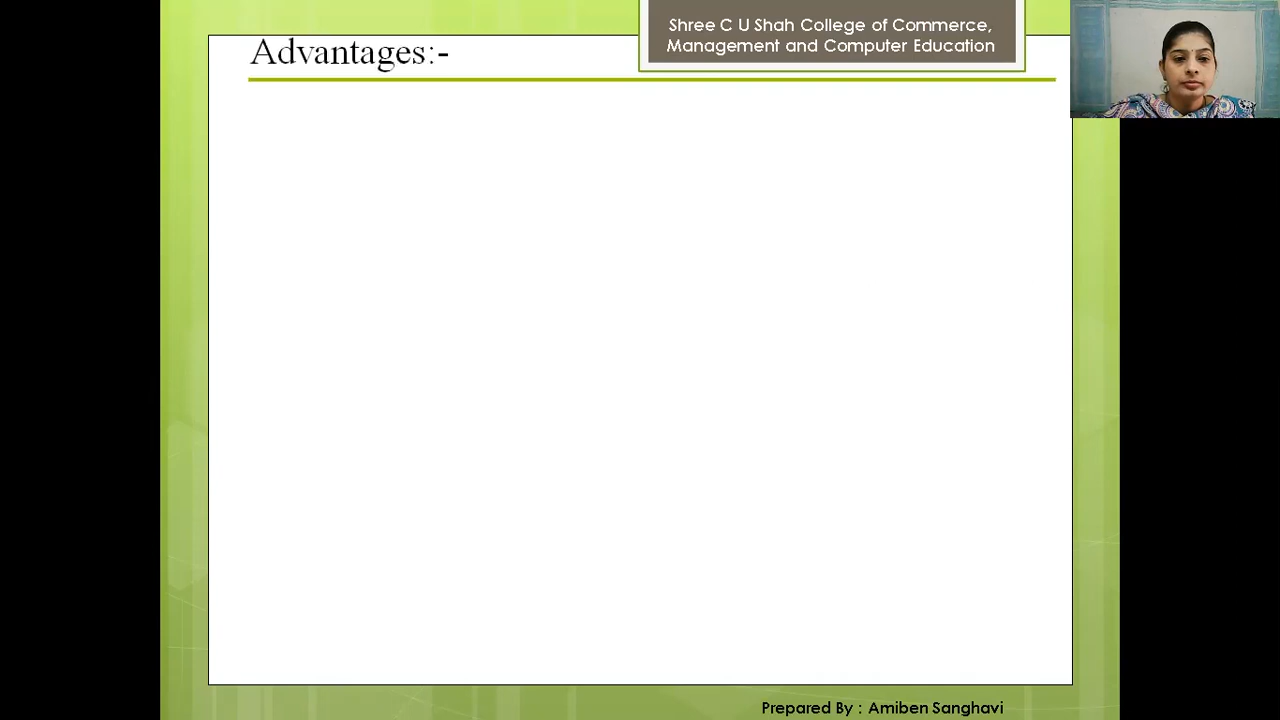 Shree C U Shah College of Commerce,
Management and Computer Education
Advantages:-
Prepared By : Amiben Sanghavi